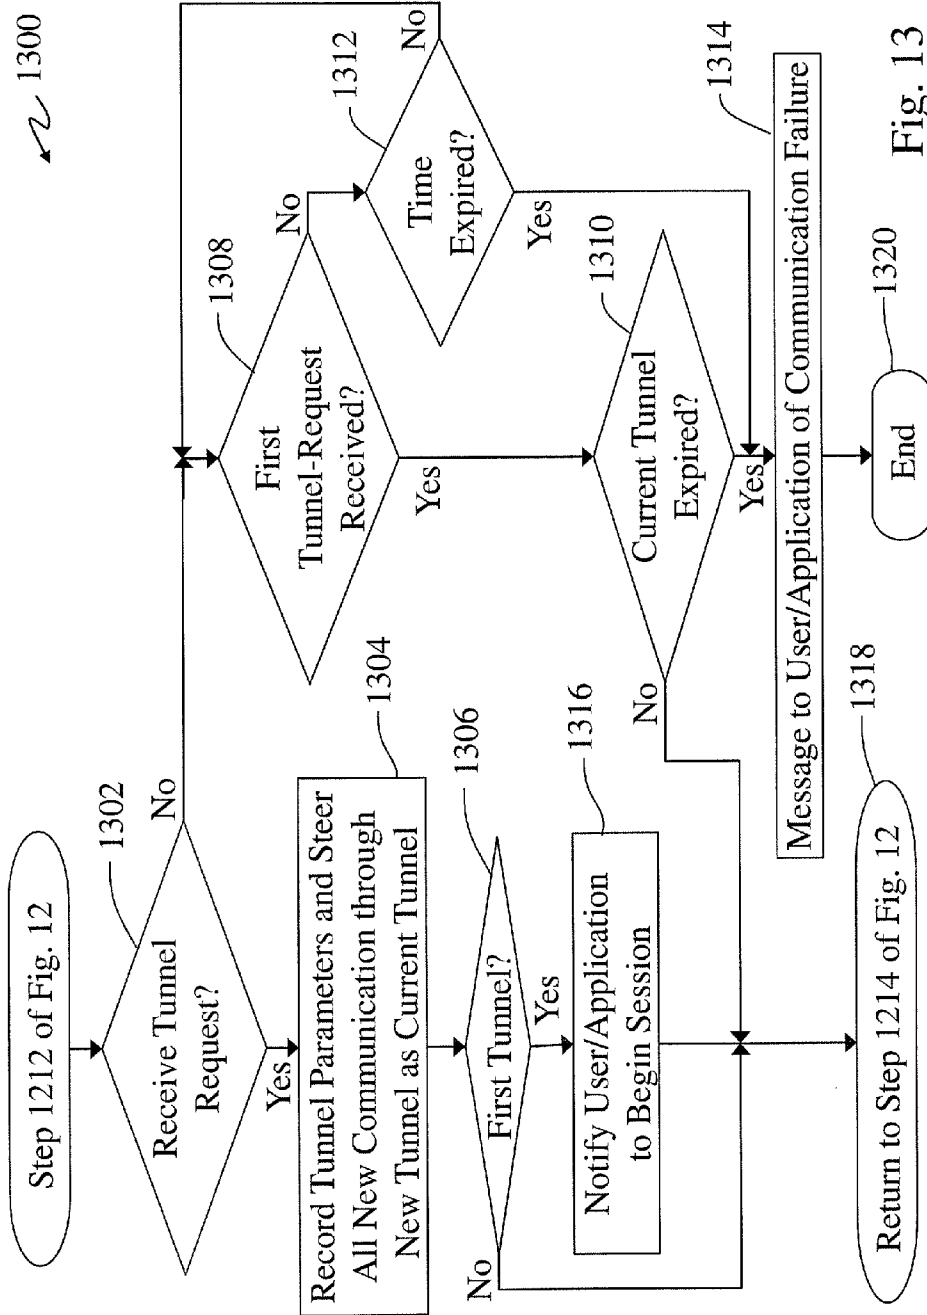 1300
Step 1212 of Fig. 12
1302
Receive Tunnel
Request?
No
Yes
Record Tunnel Parameters and Steer
All New Communication through
New Tunnel as Current Tunnel
1304
First Tunnel?
1306
No
Yes
Notify User/Application
to Begin Session
1316
Return to Step 1214 of Fig. 12
1318
First
Tunnel-Request
Received?
1308
No
Yes
Time
Expired?
1312
No
Yes
Current Tunnel
Expired?
1310
No
Yes
Message to User/Application of Communication Failure
1314
End
1320
Fig. 13